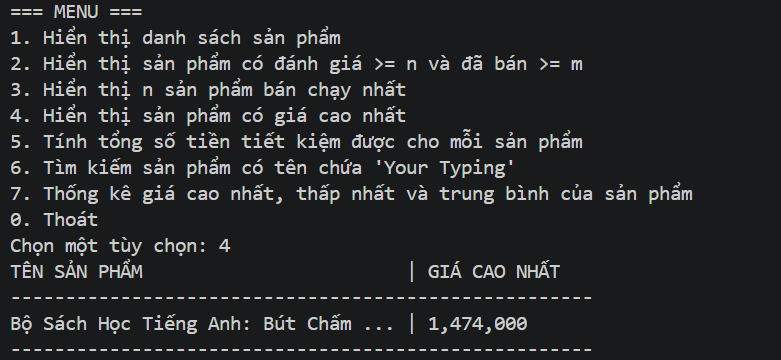 === MENU ===
1. Hiển thị danh sách sản phẩm
2. Hiển thị sản phẩm có đánh giá >= n và đã bán >= m
3. Hiển thị n sản phẩm bán chạy nhất
4. Hiển thị sản phẩm có giá cao nhất
5. Tính tổng số tiền tiết kiệm được cho mỗi sản phẩm
6. Tìm kiếm sản phẩm có tên chứa 'Your Typing'
7. Thống kê giá cao nhất, thấp nhất và trung bình của sản phẩm
0. Thoát
Chọn một tùy chọn: 4
TÊN SẢN PHẨM | GIÁ CAO NHẤT
-----------------------------------------------------
Bộ Sách Học Tiếng Anh: Bút Chấm ... | 1,474,000
-----------------------------------------------------